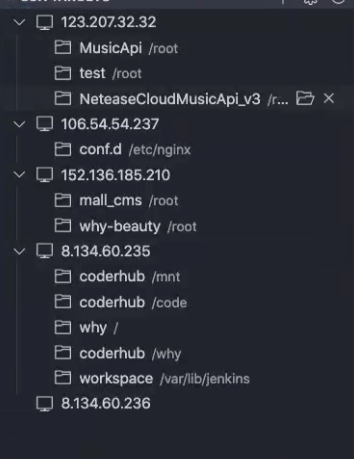 123.207.32.32
MusicApi /root
test /root
NeteaseCloudMusicApi_v3 /r...
106.54.54.237
conf.d /etc/nginx
152.136.185.210
mall_cms /root
why-beauty /root
8.134.60.235
coderhub /mnt
coderhub /code
why /
coderhub /why
workspace /var/lib/jenkins
8.134.60.236